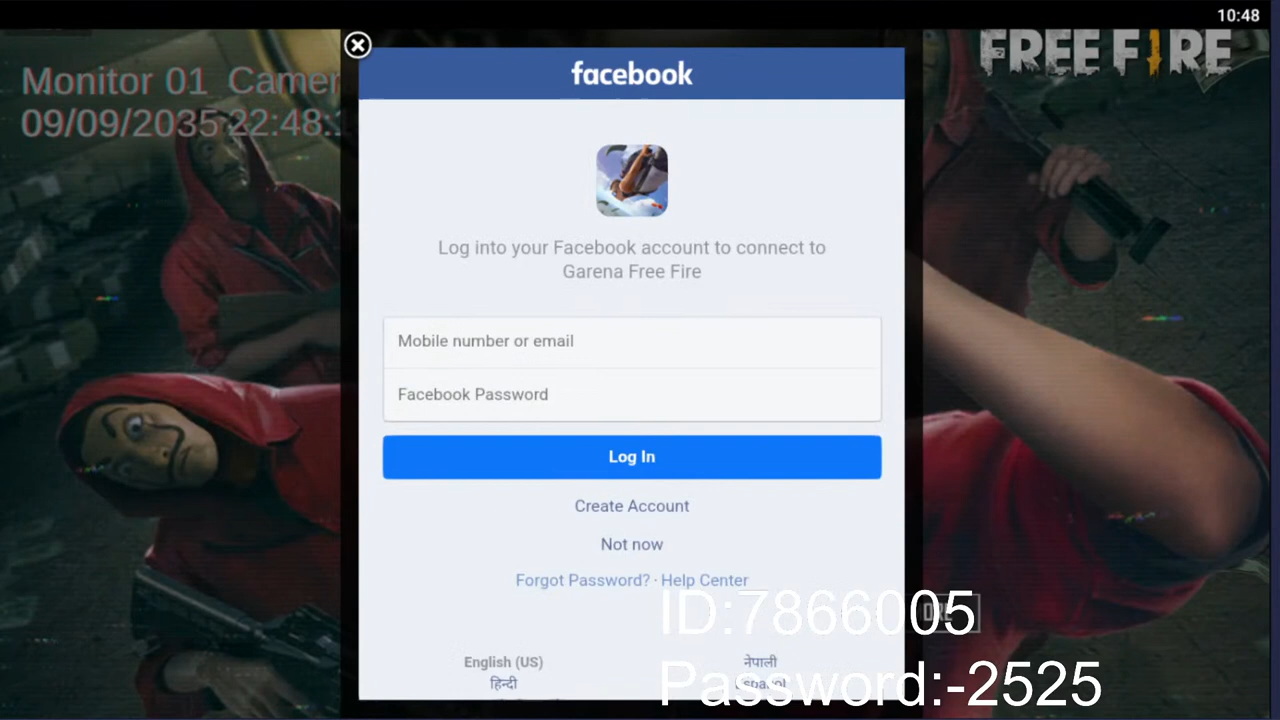 10:48
FREE FIRE
Monitor 01 Camer
09/09/2035 22:48:
facebook
Log into your Facebook account to connect to
Garena Free Fire
Mobile number or email
Facebook Password
Log In
Create Account
Not now
Forgot Password? · Help Center
ID:7866005
English (US)
नेपाली
हिन्दी
Español
Password:-2525